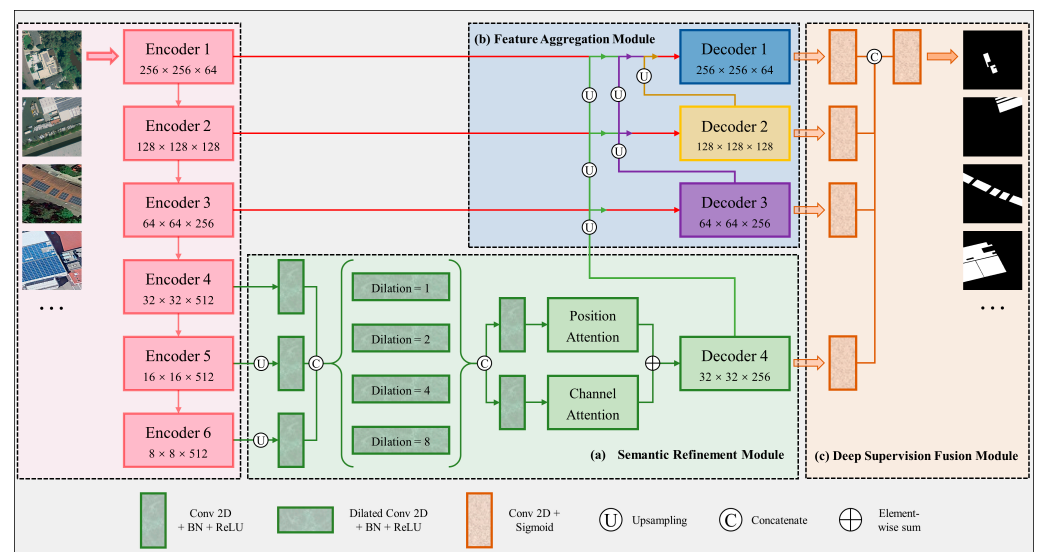 Encoder 1
256 × 256 × 64
Encoder 2
128 × 128 × 128
Encoder 3
64 × 64 × 256
Encoder 4
32 × 32 × 512
Encoder 5
16 × 16 × 512
Encoder 6
8 × 8 × 512
...
(b) Feature Aggregation Module
U
U
U
U
U
U
Decoder 1
256 × 256 × 64
Decoder 2
128 × 128 × 128
Decoder 3
64 × 64 × 256
U
U
C
Dilation = 1
Dilation = 2
Dilation = 4
Dilation = 8
C
Position
Attention
Channel
Attention
Decoder 4
32 × 32 × 256
(a) Semantic Refinement Module
C
...
(c) Deep Supervision Fusion Module
Conv 2D
+ BN + ReLU
Dilated Conv 2D
+ BN + ReLU
Conv 2D +
Sigmoid
U Upsampling
C Concatenate
Element-
wise sum